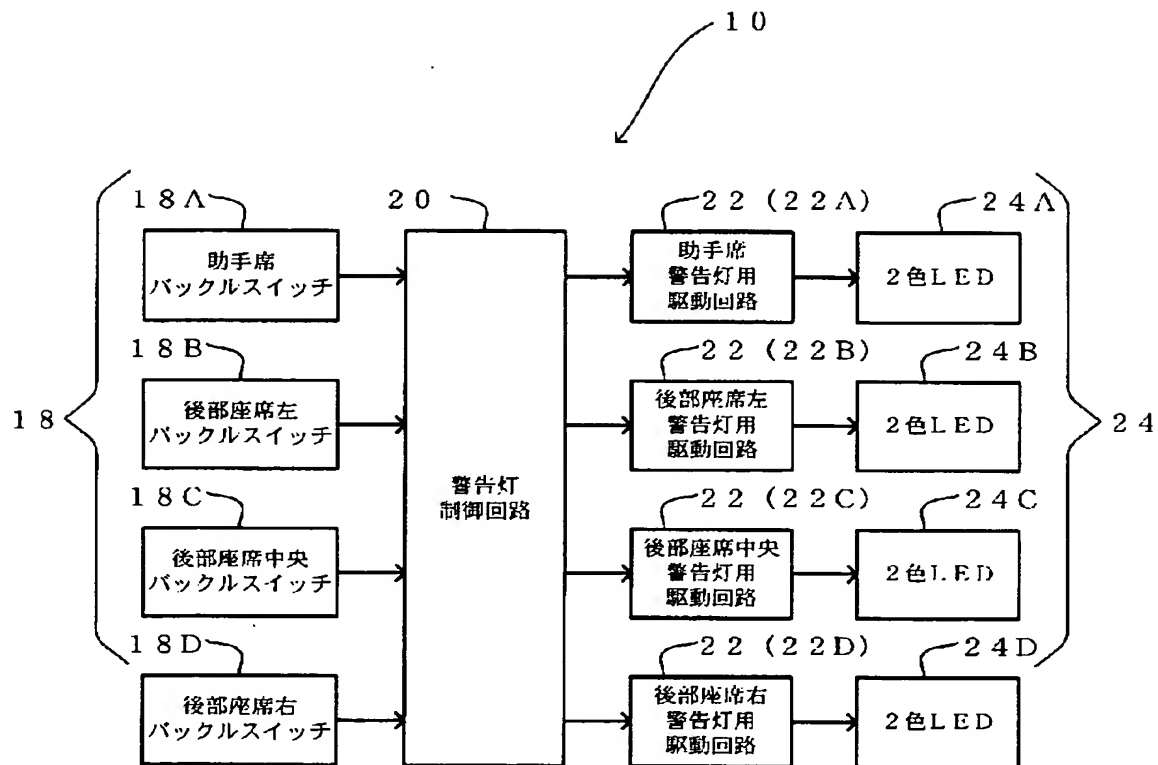 １０
１８Ａ
２０
２２（２２Ａ）
２４Ａ
助手席
バックルスイッチ
助手席
警告灯用
駆動回路
２色ＬＥＤ
１８Ｂ
２２（２２Ｂ）
２４Ｂ
１８
後部座席左
バックルスイッチ
後部座席左
警告灯用
駆動回路
２色ＬＥＤ
２４
警告灯
制御回路
１８Ｃ
２２（２２Ｃ）
２４Ｃ
後部座席中央
バックルスイッチ
後部座席中央
警告灯用
駆動回路
２色ＬＥＤ
１８Ｄ
２２（２２Ｄ）
２４Ｄ
後部座席右
バックルスイッチ
後部座席右
警告灯用
駆動回路
２色ＬＥＤ